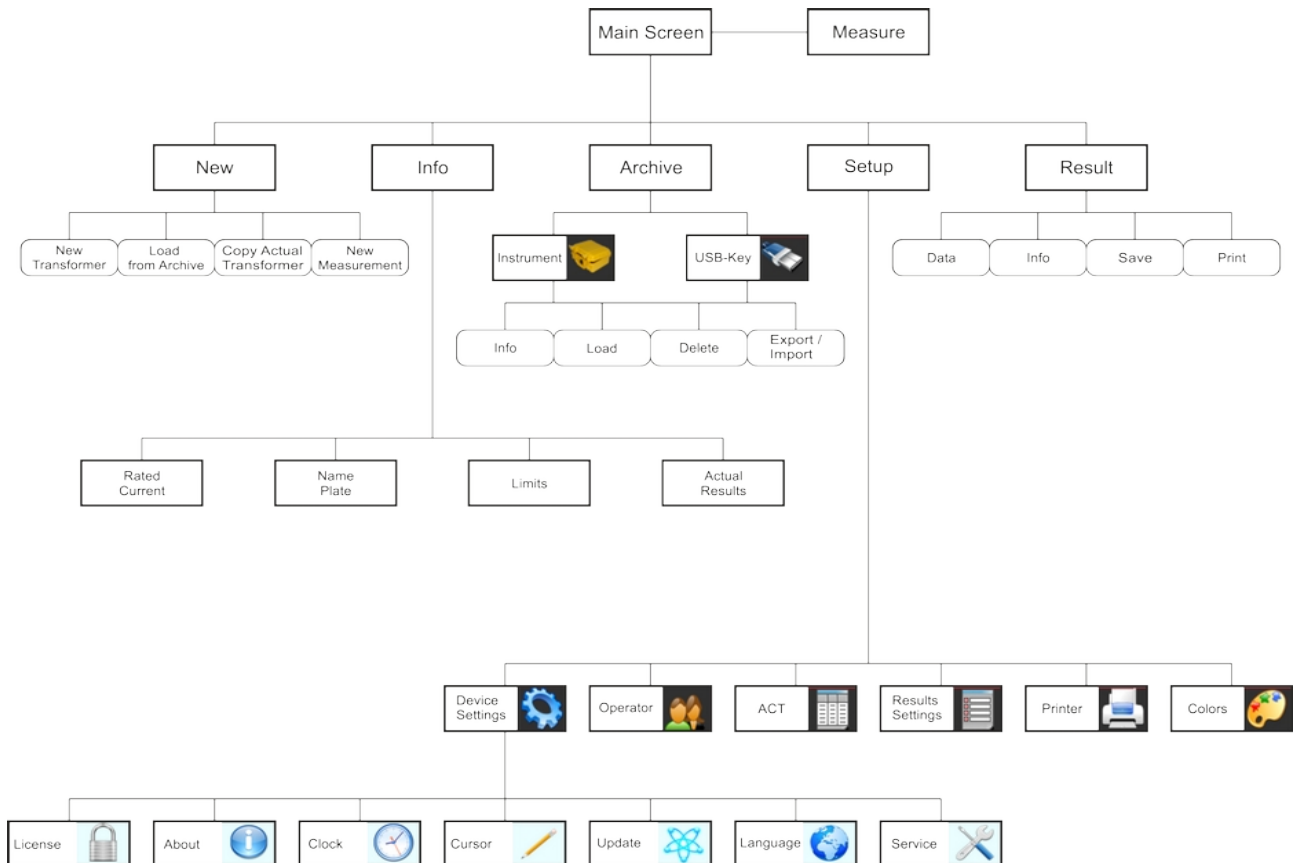 Main Screen
Measure
New
Info
Archive
Setup
Result
New
Transformer
Load
from Archive
Copy Actual
Transformer
New
Measurement
Instrument
USB-Key
Data
Info
Save
Print
Info
Load
Delete
Export /
Import
Rated
Current
Name
Plate
Limits
Actual
Results
Device
Settings
Operator
ACT
Results
Settings
Printer
Colors
License
About
Clock
Cursor
Update
Language
Service